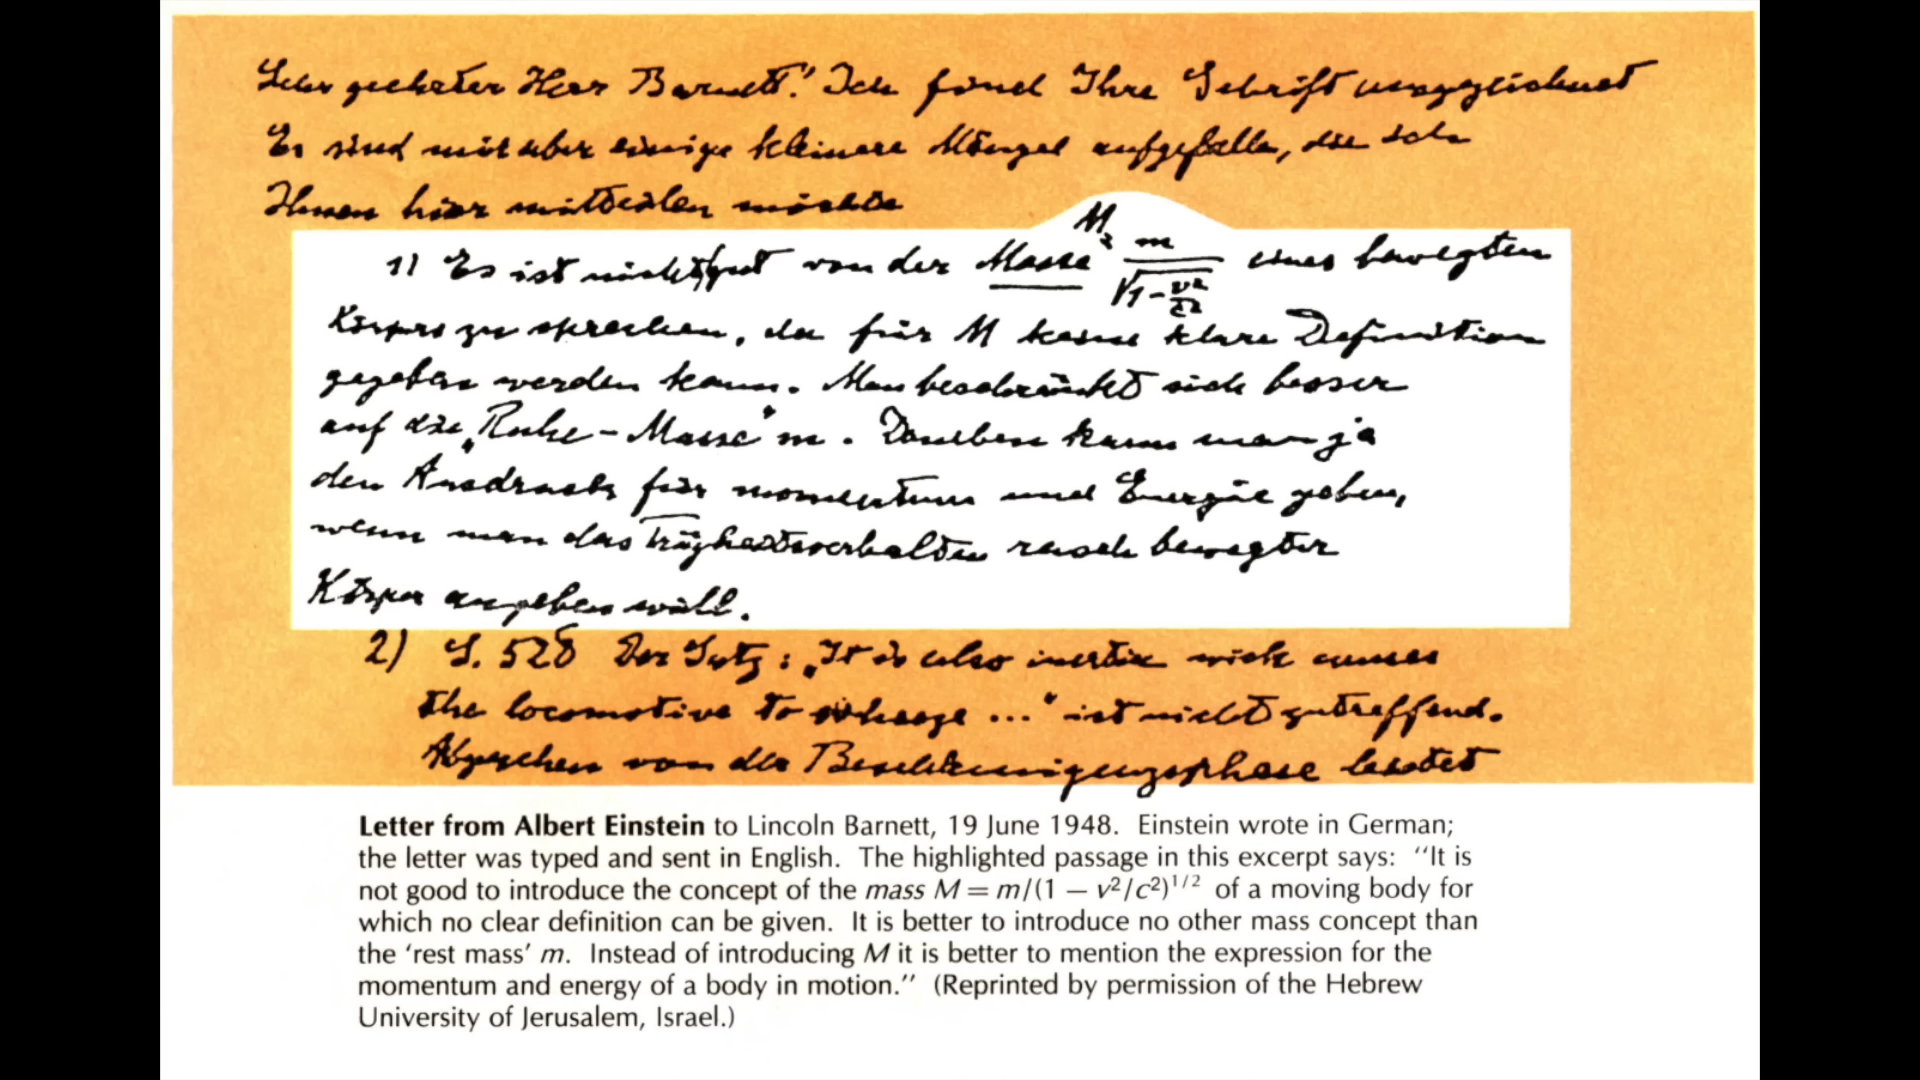 Sehr geehrter Herr Barnett! Ich find Ihre Schrift ausgezeichnet
Es sind mir aber einige kleinere Mängel aufgefallen, die ich
Ihnen hier mitteilen möchte
1) Es ist nicht gut von der Masse M = m/√(1-v²/c²) eines bewegten
Körpers zu sprechen, da für M keine klare Definition
gegeben werden kann. Man beschränkt sich besser
auf die „Ruhe-Masse" m. Daneben kann man ja
den Ausdruck für momentum und Energie geben,
wenn man das Trägheitsverhalten rasch bewegter
Körper angeben will.
2) S. 528 Der Satz: „It is also inertia wich causes
the locomotive to ..." ist nicht zutreffend.
Abgesehen von der Beschleunigungsphase leistet
Letter from Albert Einstein to Lincoln Barnett, 19 June 1948. Einstein wrote in German;
the letter was typed and sent in English. The highlighted passage in this excerpt says: “It is
not good to introduce the concept of the mass M = m/(1 – v²/c²)¹/² of a moving body for
which no clear definition can be given. It is better to introduce no other mass concept than
the ‘rest mass’ m. Instead of introducing M it is better to mention the expression for the
momentum and energy of a body in motion.” (Reprinted by permission of the Hebrew
University of Jerusalem, Israel.)